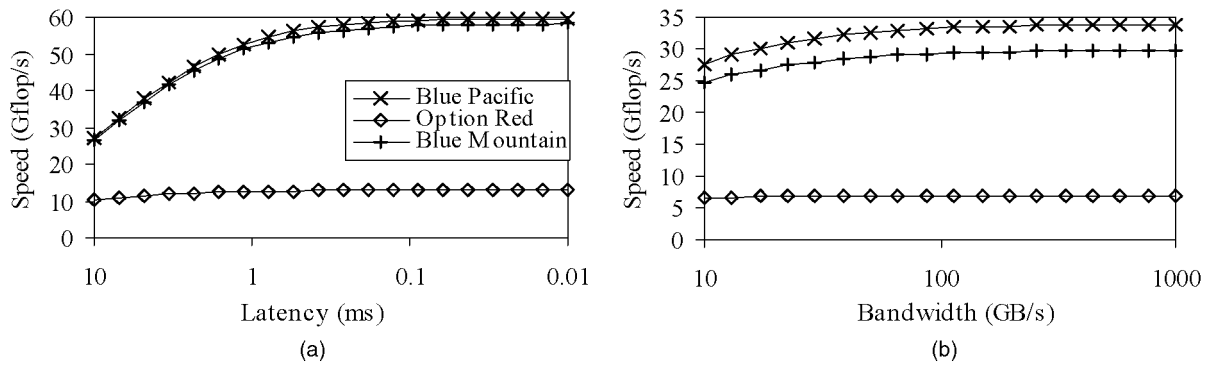 60
50
40
30
20
10
0
Speed (Gflop/s)
Blue Pacific
Option Red
Blue Mountain
10
1
0.1
0.01
Latency (ms)
(a)
35
30
25
20
15
10
5
0
Speed (Gflop/s)
10
100
1000
Bandwidth (GB/s)
(b)